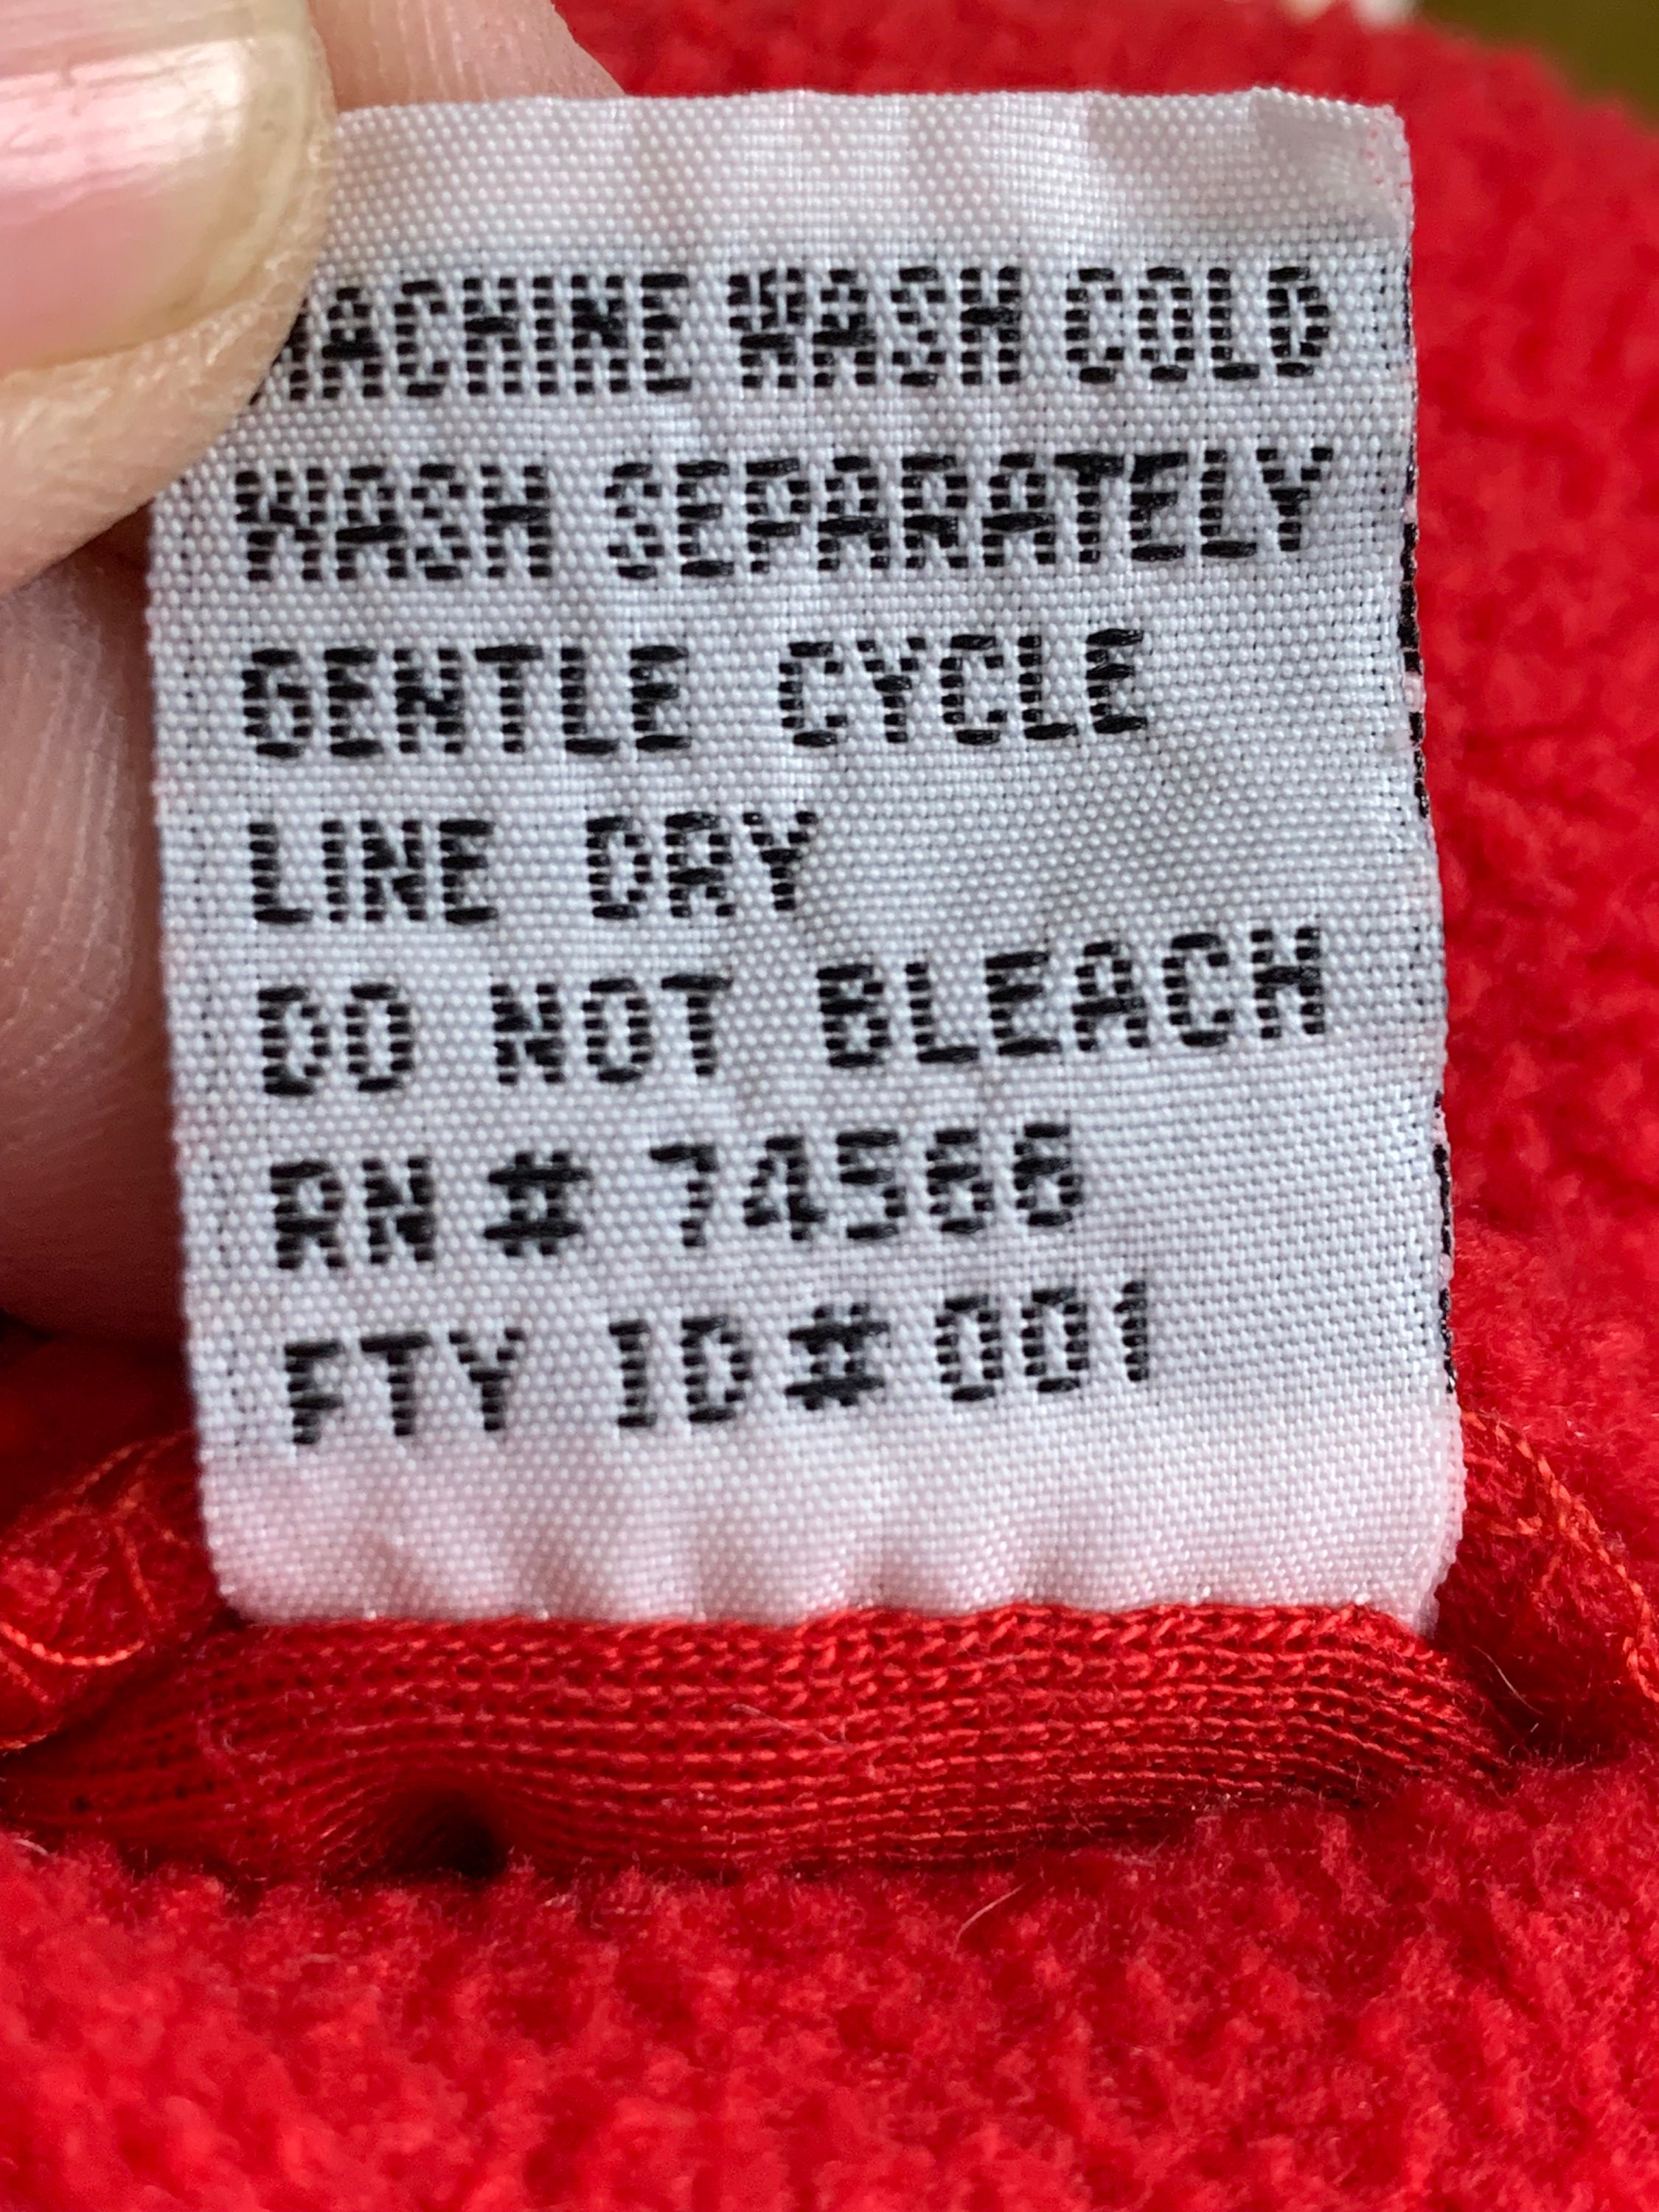 MACHINE WASH COLD
WASH SEPARATELY
GENTLE CYCLE
LINE DRY
DO NOT BLEACH
RN # 74566
FTY ID # 001